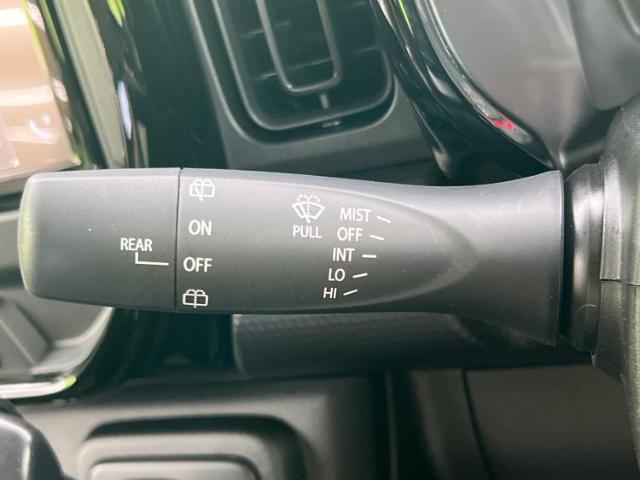 REAR
ON
OFF
PULL
MIST
OFF
INT
LO
HI